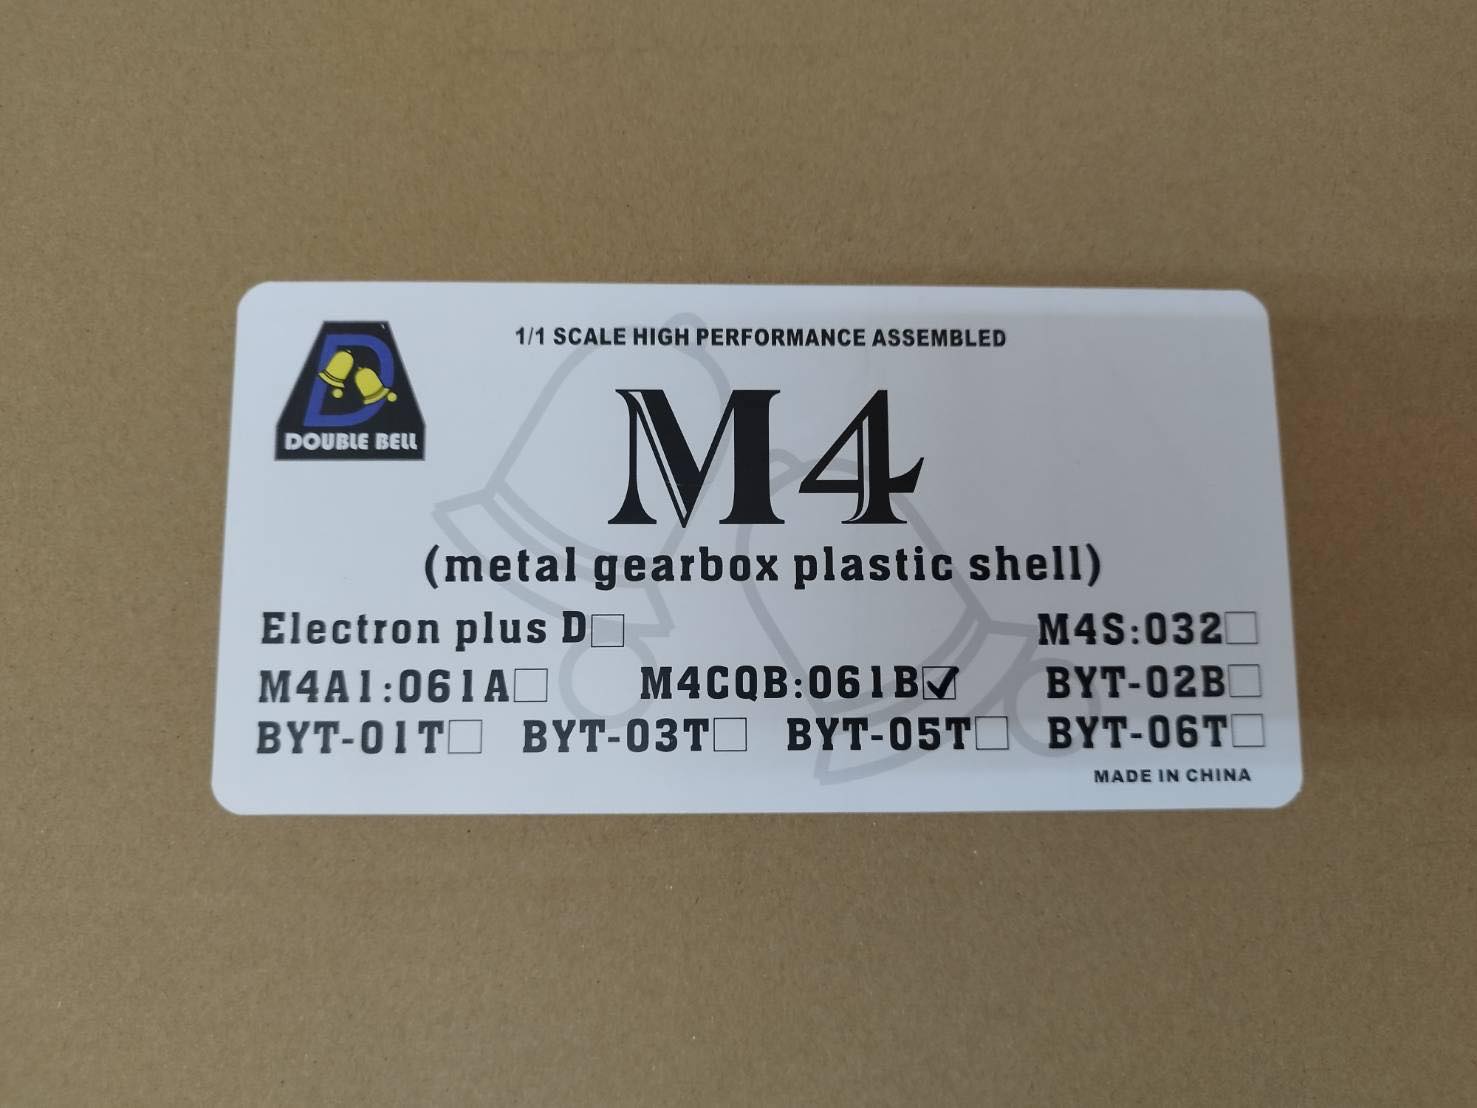 DOUBLE BELL
1/1 SCALE HIGH PERFORMANCE ASSEMBLED
M4
(metal gearbox plastic shell)
Electron plus D☐ M4S:032☐
M4A1:061A☐ M4CQB:061B☑ BYT-02B☐
BYT-01T☐ BYT-03T☐ BYT-05T☐ BYT-06T☐
MADE IN CHINA